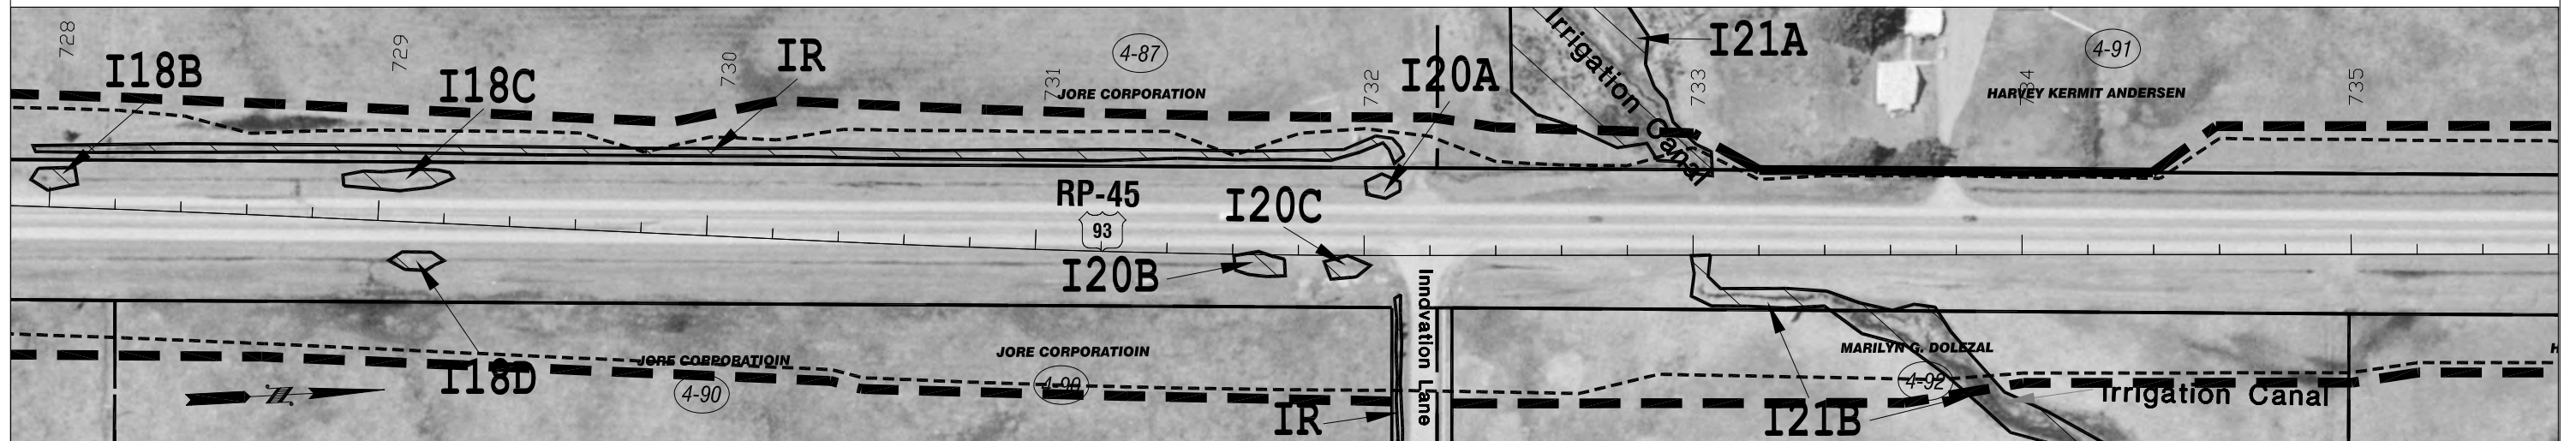 728
729
730
731
732
733
734
735
I18B
I18C
IR
4-87
JORE CORPORATION
I20A
Irrigation Canal
I21A
4-91
HARVEY KERMIT ANDERSEN
RP-45
93
I20C
I20B
I18D
JORE CORPORATIOIN
4-90
JORE CORPORATIOIN
4-90
N
IR
Innovation Lane
I21B
MARILYN G. DOLEZAL
4-92
Irrigation Canal
H